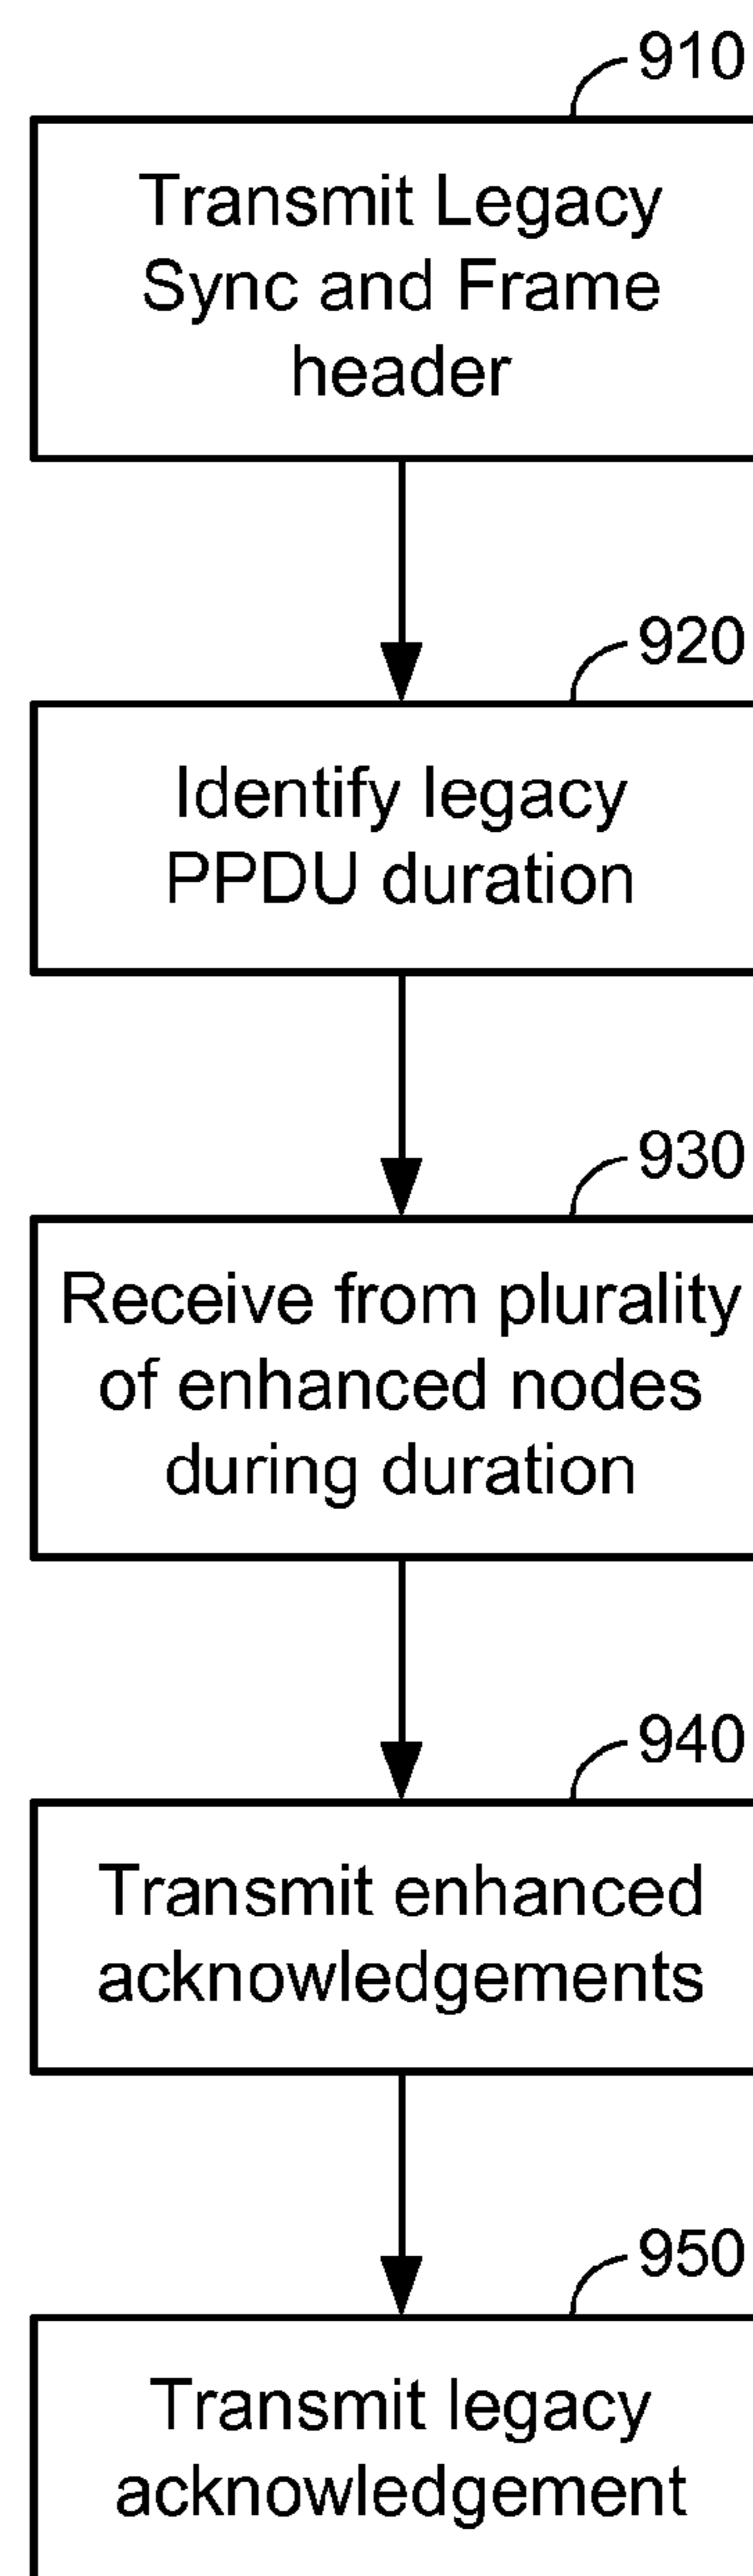 910
Transmit Legacy
Sync and Frame
header
920
Identify legacy
PPDU duration
930
Receive from plurality
of enhanced nodes
during duration
940
Transmit enhanced
acknowledgements
950
Transmit legacy
acknowledgement